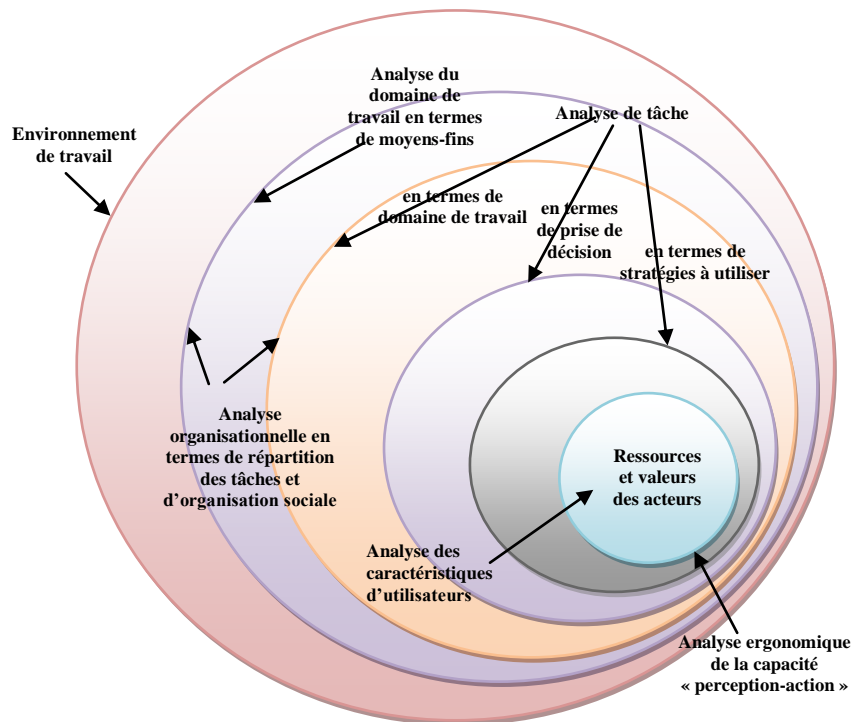 Analyse du
domaine de
travail en termes
de moyens-fins
Analyse de tâche
Environnement
de travail
en termes de
domaine de travail
en termes
de prise de
décision
en termes de
stratégies à utiliser
Analyse
organisationnelle en
termes de répartition
des tâches et
d’organisation sociale
Ressources
et valeurs
des acteurs
Analyse des
caractéristiques
d’utilisateurs
Analyse ergonomique
de la capacité
« perception-action »